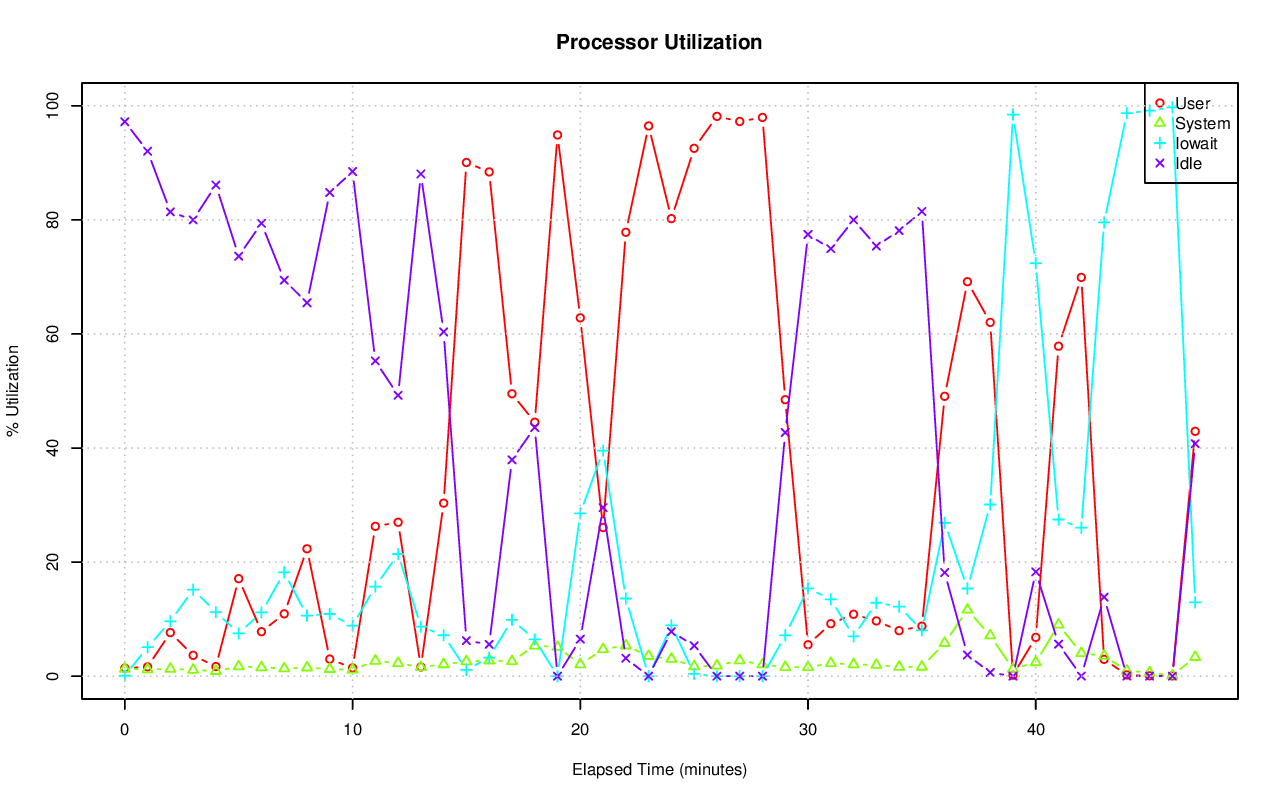 Processor Utilization
User
System
Iowait
Idle
% Utilization
100
80
60
40
20
0
0 10 20 30 40
Elapsed Time (minutes)